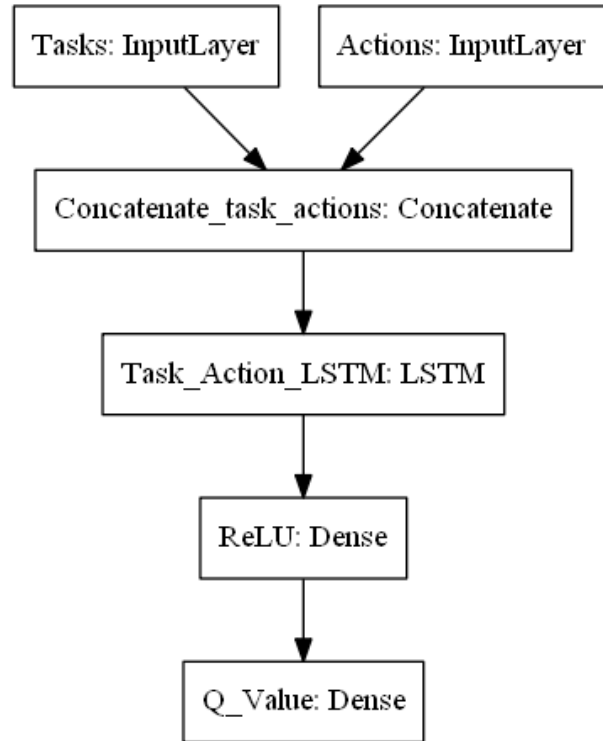 Tasks: InputLayer
Actions: InputLayer
Concatenate_task_actions: Concatenate
Task_Action_LSTM: LSTM
ReLU: Dense
Q_Value: Dense